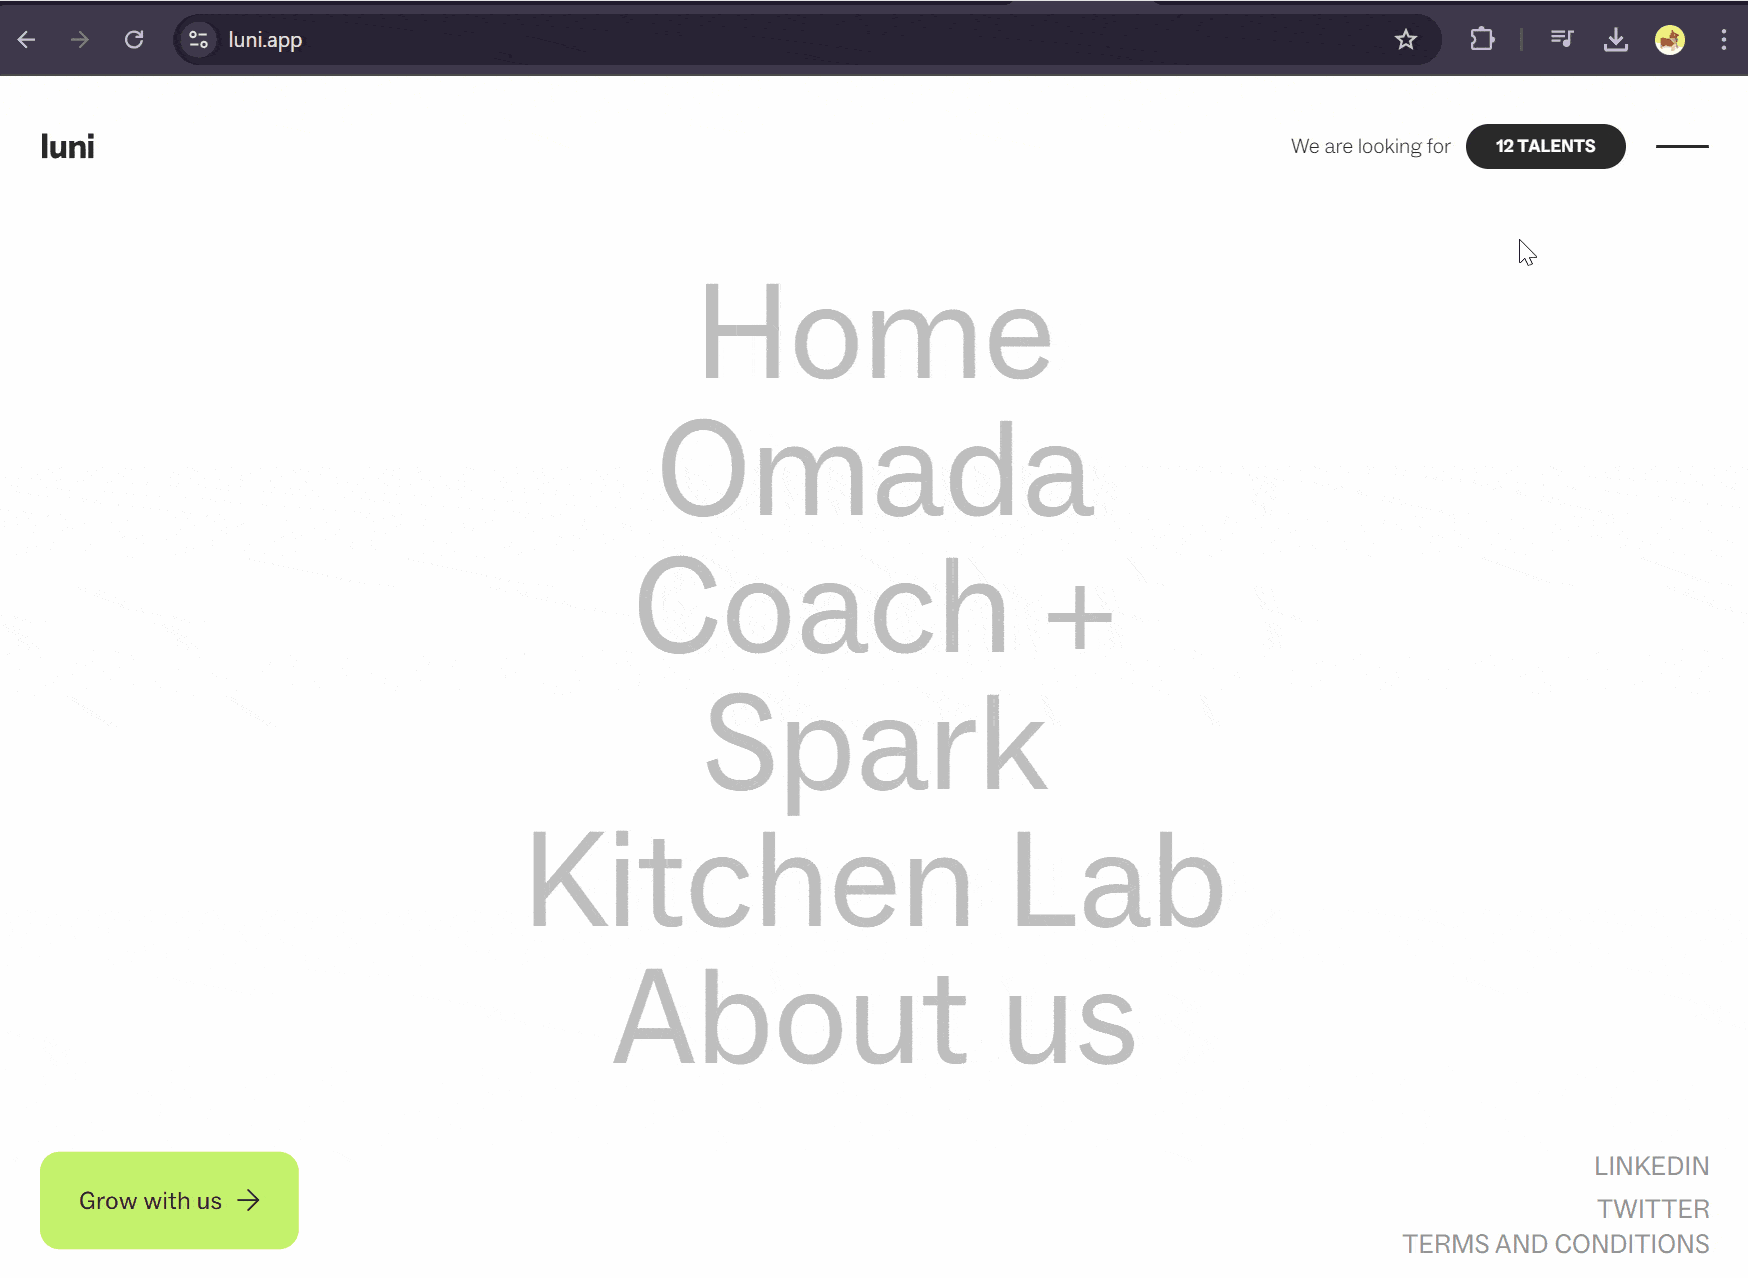 luni.app
luni
We are looking for 12 TALENTS
Home
Omada
Coach +
Spark
Kitchen Lab
About us
Grow with us →
LINKEDIN
TWITTER
TERMS AND CONDITIONS